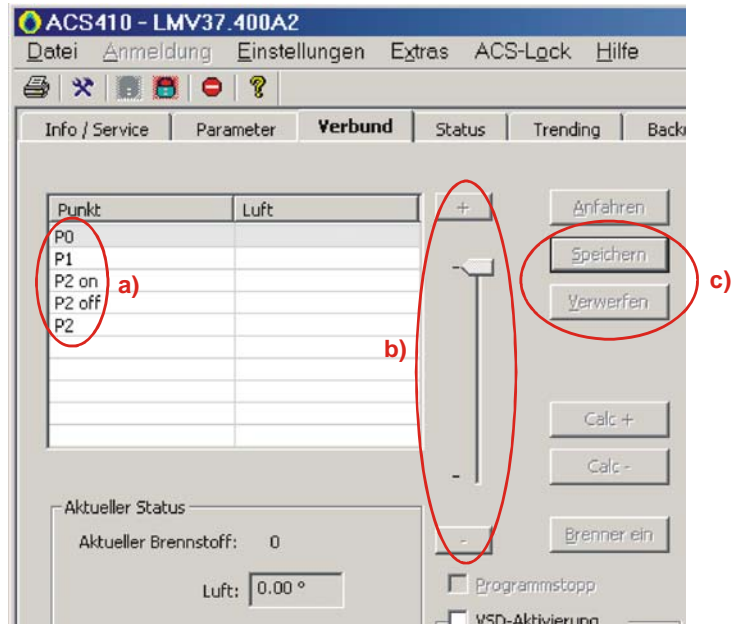 ACS410 - LMV37.400A2
Datei Anmeldung Einstellungen Extras ACS-Lock Hilfe
Info / Service Parameter Verbund Status Trending
Punkt Luft
P0
P1
P2 on
P2 off
P2
a)
+
-
b)
-
-
Anfahren
Speichern
Verwerfen
c)
Calc +
Calc -
Brenner ein
Aktueller Status
Aktueller Brennstoff: 0
Luft: 0.00 °
Programmstopp
VSD-Aktivierung